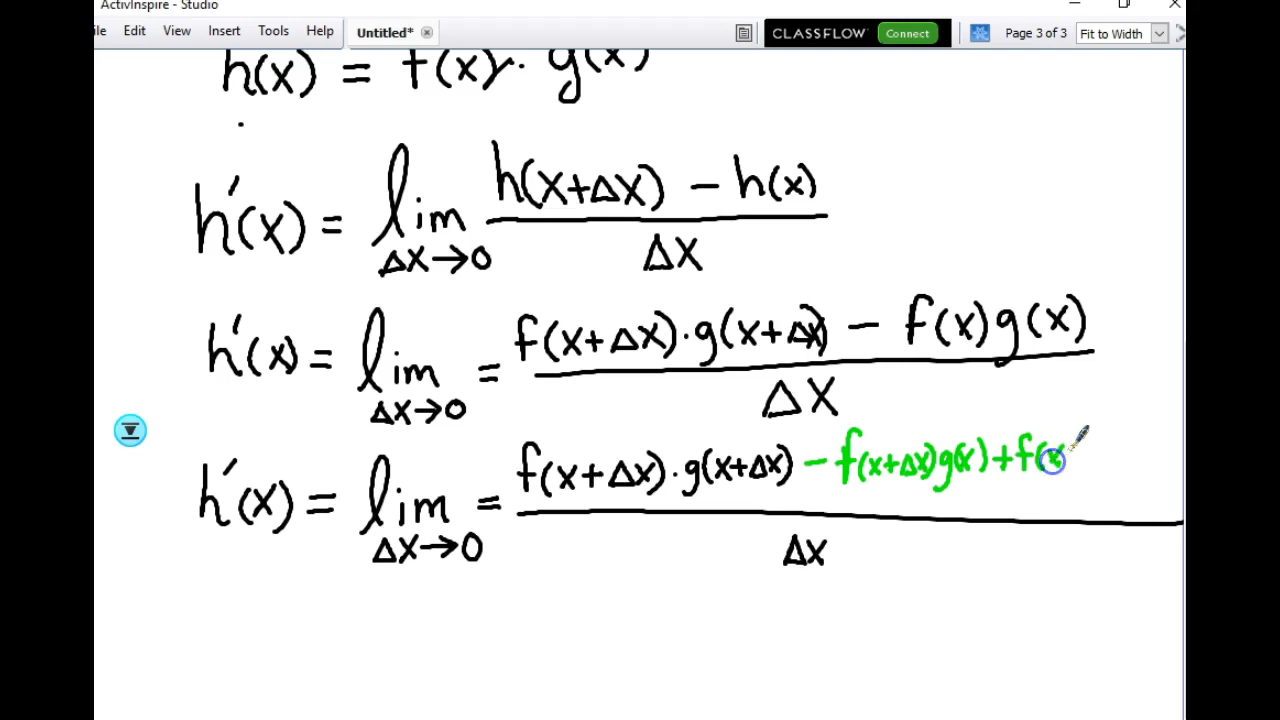 ActivInspire - Studio
ile Edit View Insert Tools Help Untitled* CLASSFLOW Connect Page 3 of 3 Fit to Width
h(x) = f(x) · g(x)
h'(x) = lim h(x+Δx) - h(x)
Δx→0 Δx
h'(x) = lim = f(x+Δx)·g(x+Δx) - f(x)g(x)
Δx→0 Δx
h'(x) = lim = f(x+Δx)·g(x+Δx) - f(x+Δx)g(x) + f(x
Δx→0 Δx